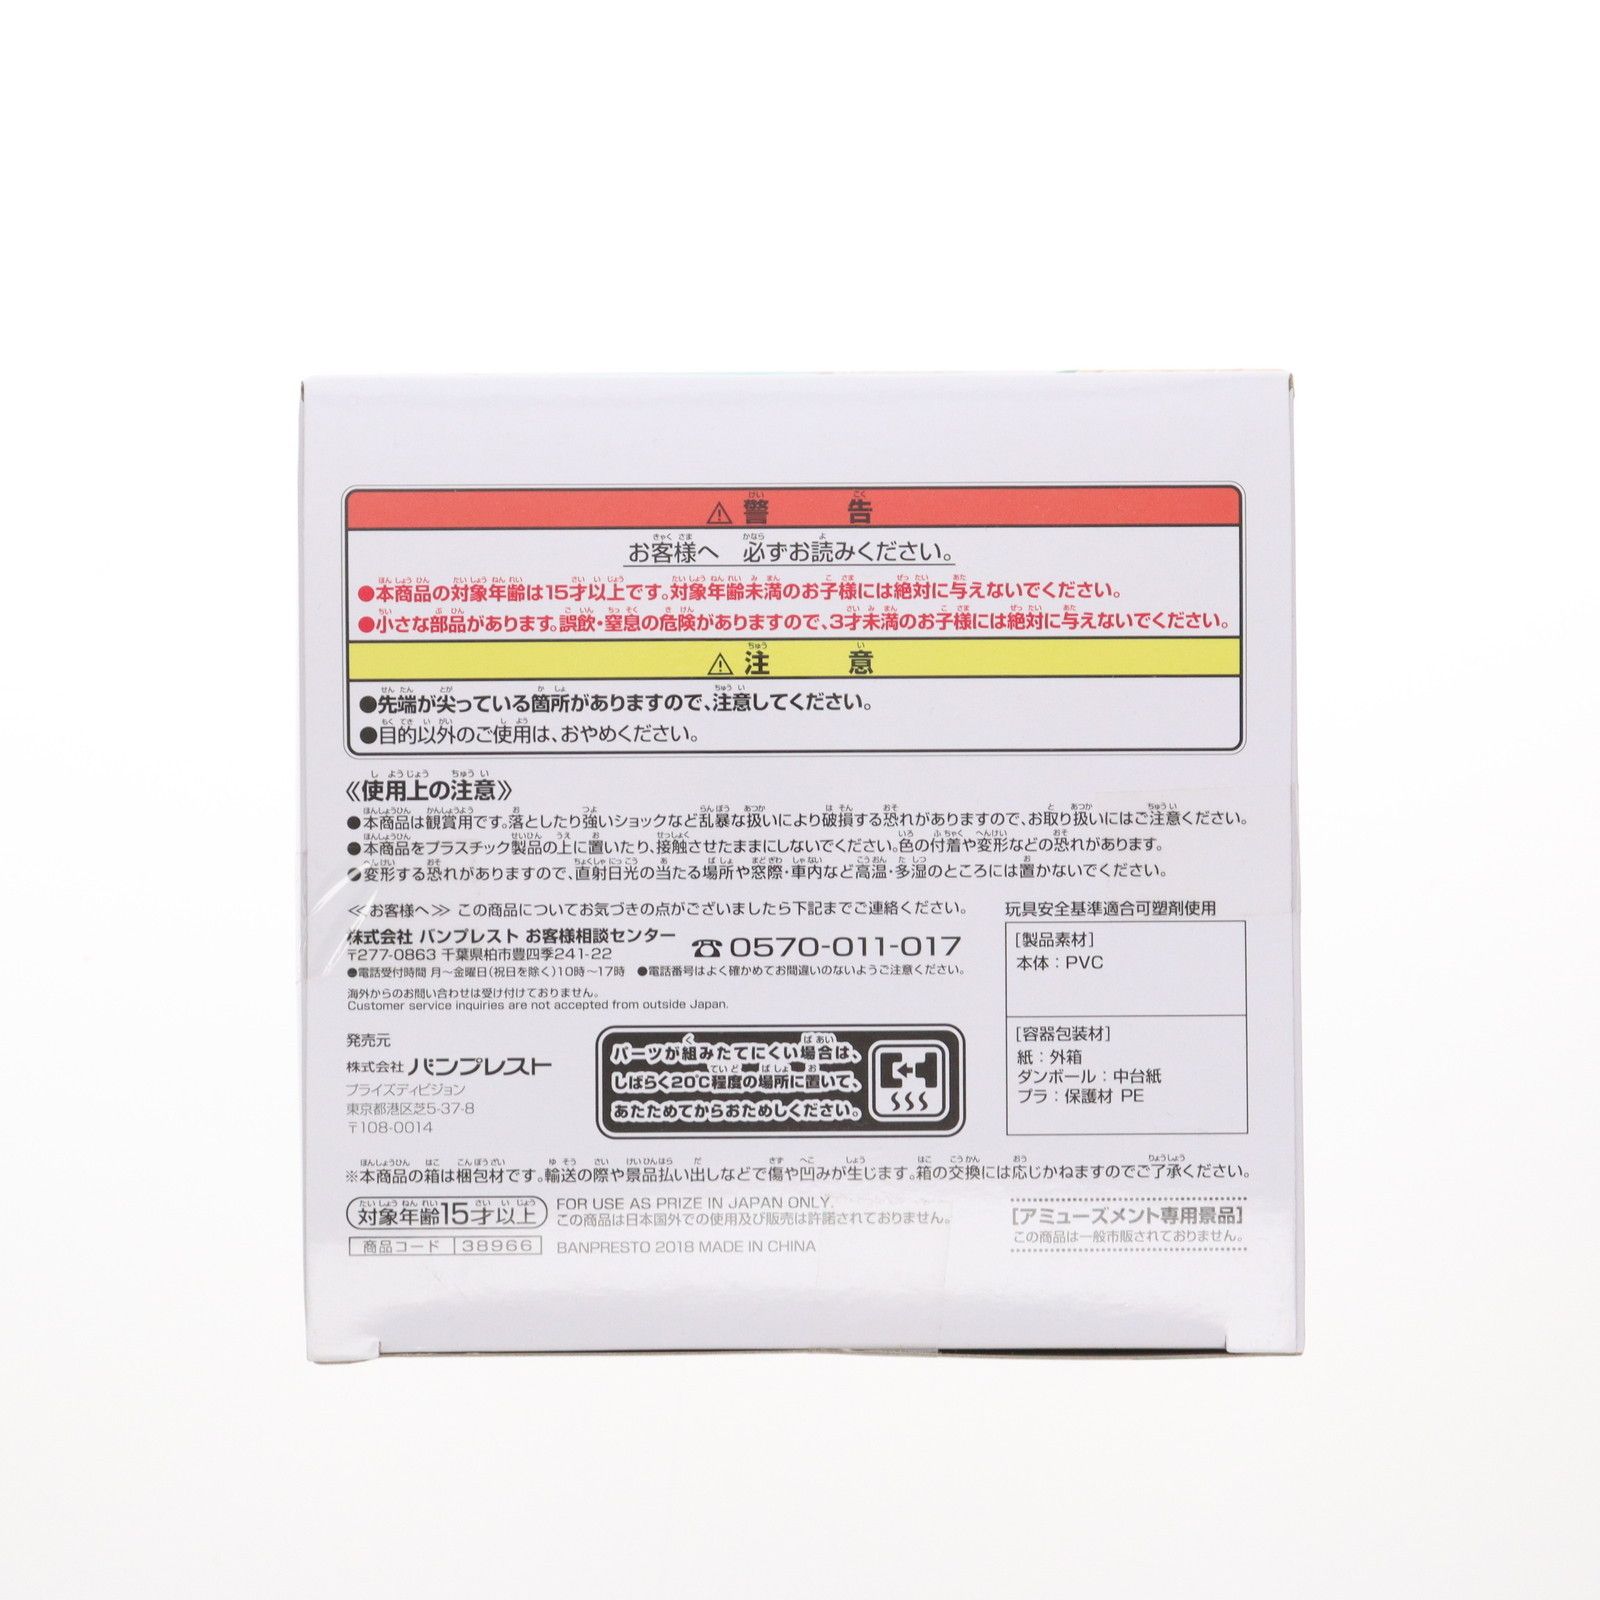 ⚠警告
お客様へ 必ずお読みください。
●本商品の対象年齢は15才以上です。対象年齢未満のお子様には絶対に与えないでください。
●小さな部品があります。誤飲・窒息の危険がありますので、3才未満のお子様には絶対に与えないでください。
⚠注意
●先端が尖っている箇所がありますので、注意してください。
●目的以外のご使用は、おやめください。
《使用上の注意》
●本商品は観賞用です。落としたり強いショックなど乱暴な扱いにより破損する恐れがありますので、お取り扱いにはご注意ください。
●本商品をプラスチック製品の上に置いたり、接触させたままにしないでください。色の付着や変形などの恐れがあります。
●変形する恐れがありますので、直射日光の当たる場所や窓際・車内など高温・多湿のところには置かないでください。
≪お客様へ≫ この商品についてお気づきの点がございましたら下記までご連絡ください。
株式会社 バンプレスト お客様相談センター ☎0570-011-017
〒277-0863 千葉県柏市豊四季241-22
●電話受付時間 月～金曜日(祝日を除く)10時～17時 ●電話番号はよく確かめてお間違いのないようご注意ください。
海外からのお問い合わせは受け付けておりません。
Customer service inquiries are not accepted from outside Japan.
玩具安全基準適合可塑剤使用
[製品素材]
本体：PVC
[容器包装材]
紙：外箱
ダンボール：中台紙
プラ：保護材 PE
発売元
株式会社 バンプレスト
プライズディビジョン
東京都港区芝5-37-8
〒108-0014
パーツが組みたてにくい場合は、
しばらく20℃程度の場所に置いて、
あたためてからおためしください。
※本商品の箱は梱包材です。輸送の際や景品払い出しなどで傷や凹みが生じます。箱の交換には応じかねますのでご了承ください。
対象年齢15才以上
商品コード 38966
FOR USE AS PRIZE IN JAPAN ONLY.
この商品は日本国外での使用及び販売は許諾されておりません。
BANPRESTO 2018 MADE IN CHINA
[アミューズメント専用景品]
この商品は一般市販されておりません。